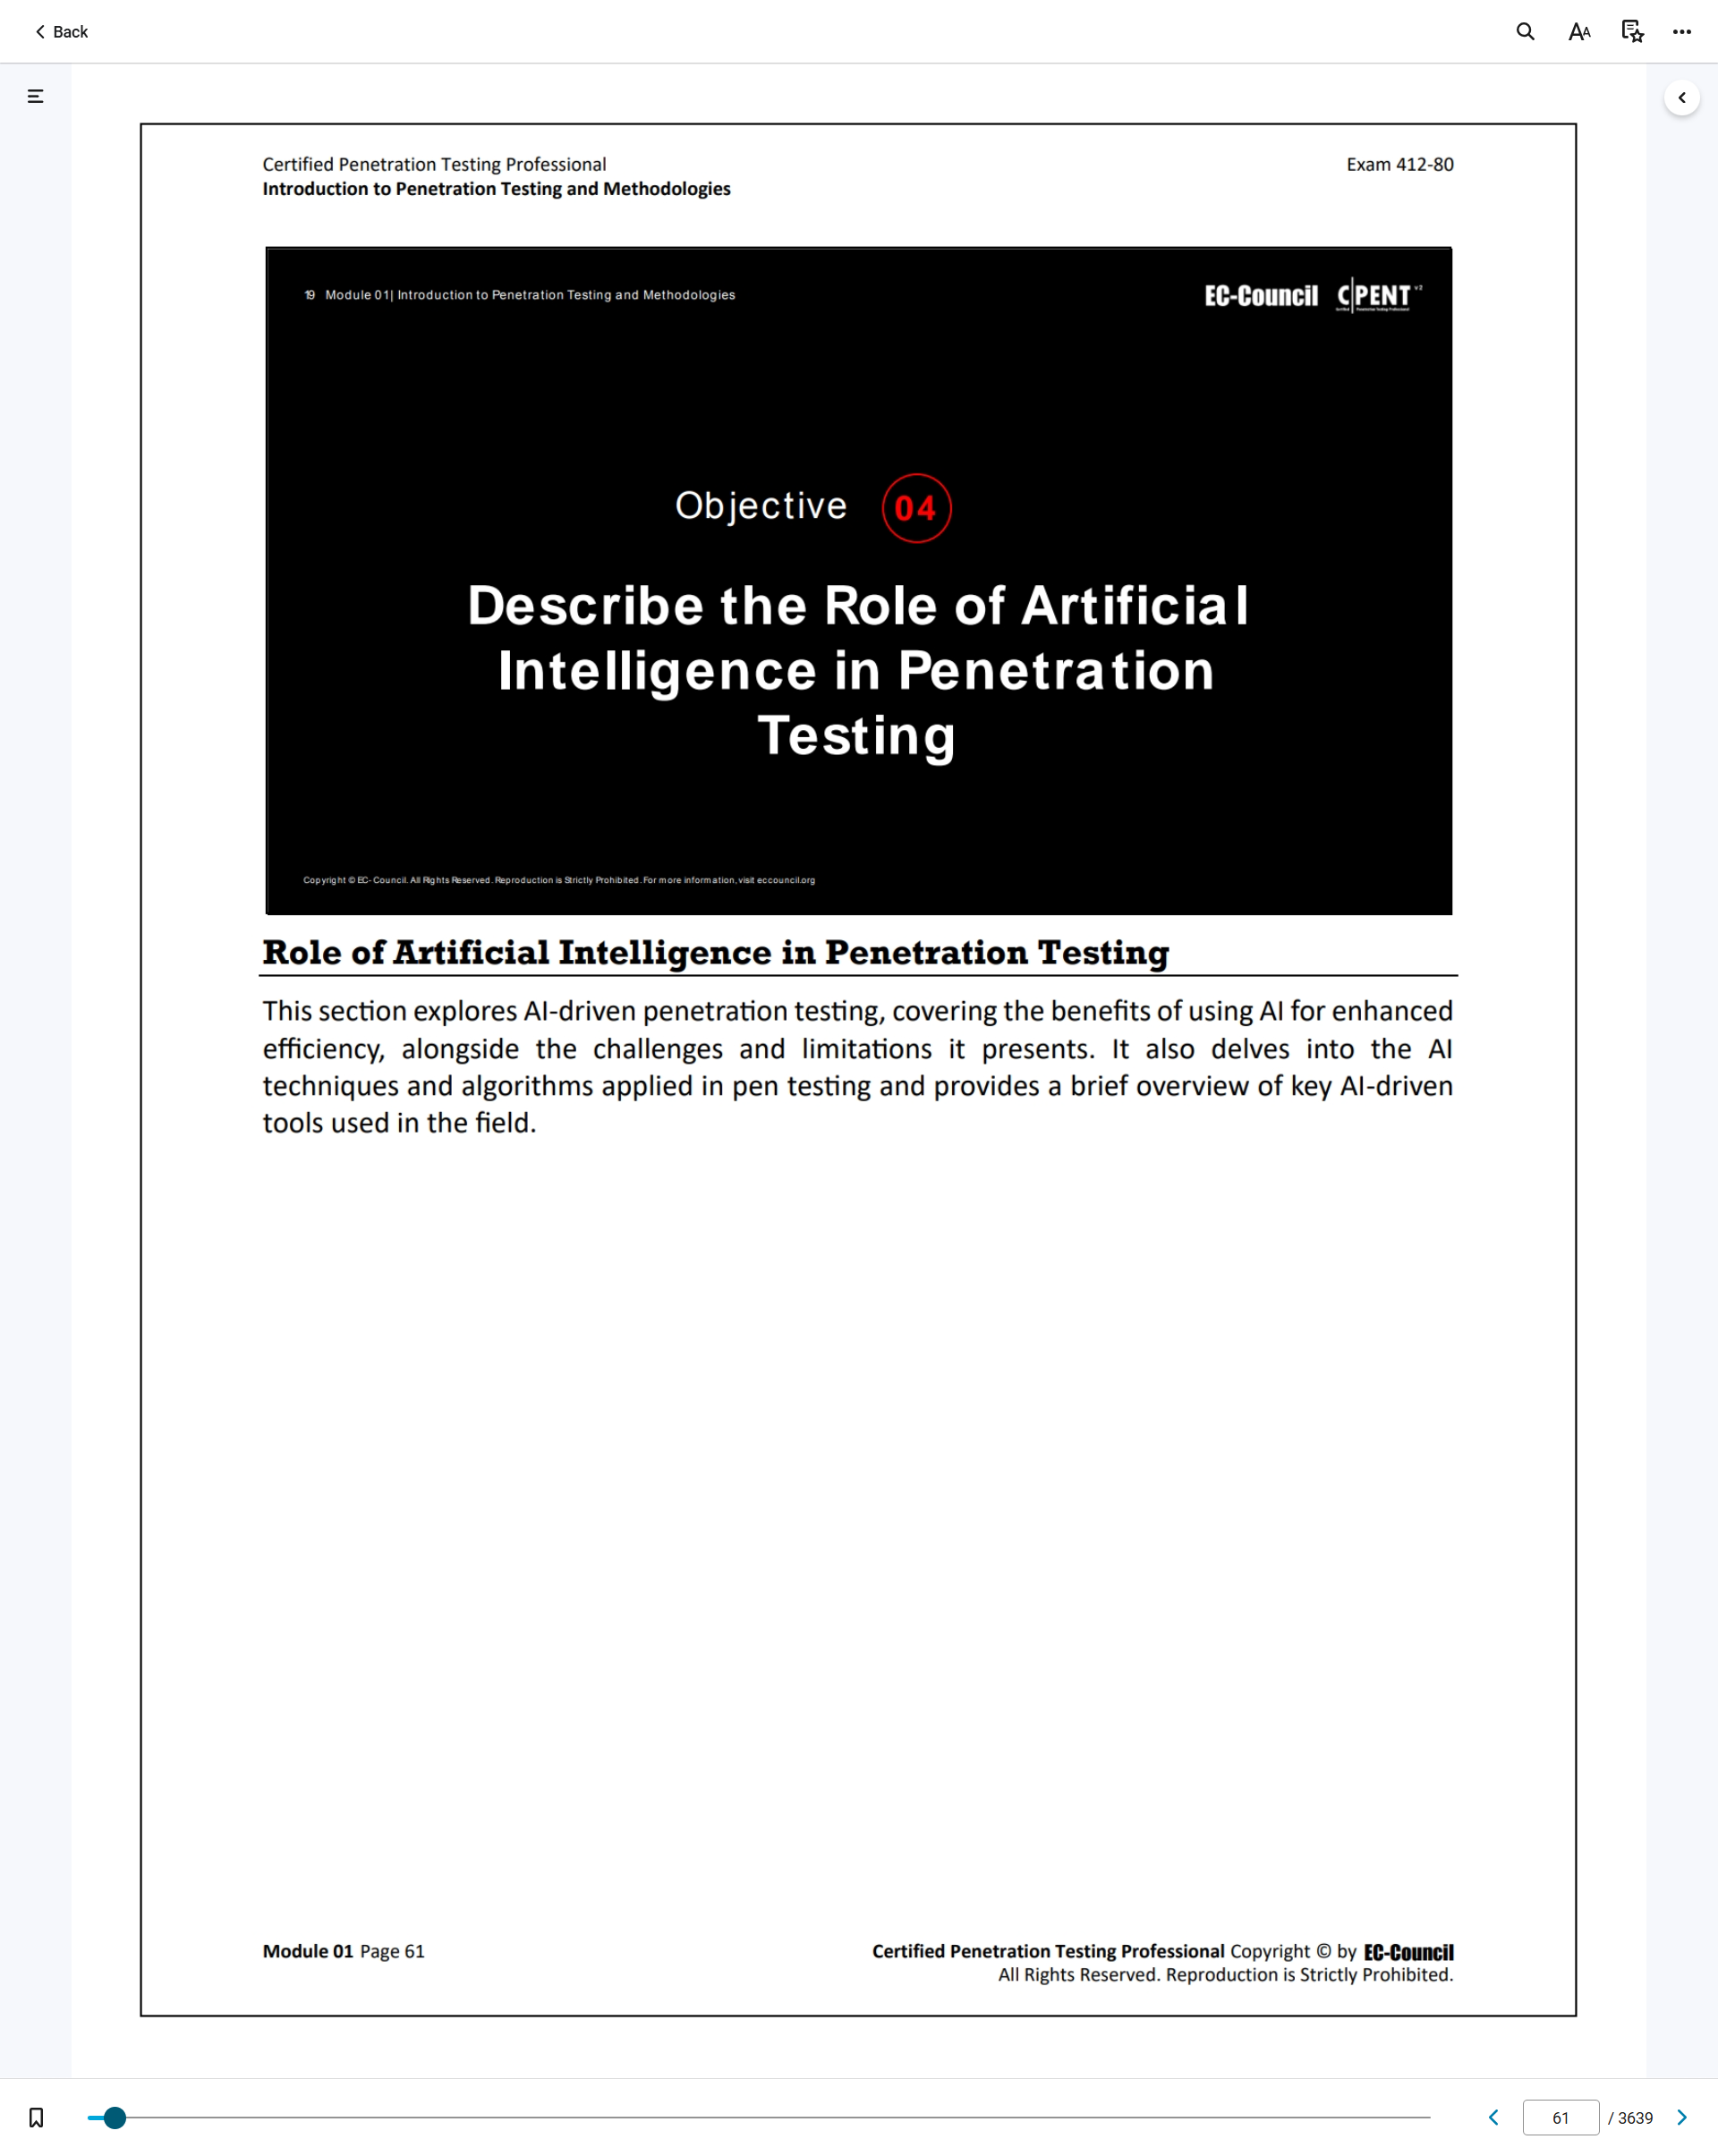 Back
Certified Penetration Testing Professional
Exam 412-80
Introduction to Penetration Testing and Methodologies
19 Module 01| Introduction to Penetration Testing and Methodologies
EC-Council C|PENT v2
Objective 04
Describe the Role of Artificial
Intelligence in Penetration
Testing
Copyright © EC-Council. All Rights Reserved. Reproduction is Strictly Prohibited. For more information, visit eccouncil.org
Role of Artificial Intelligence in Penetration Testing
This section explores AI-driven penetration testing, covering the benefits of using AI for enhanced
efficiency, alongside the challenges and limitations it presents. It also delves into the AI
techniques and algorithms applied in pen testing and provides a brief overview of key AI-driven
tools used in the field.
Module 01 Page 61
Certified Penetration Testing Professional Copyright © by EC-Council
All Rights Reserved. Reproduction is Strictly Prohibited.
61 / 3639